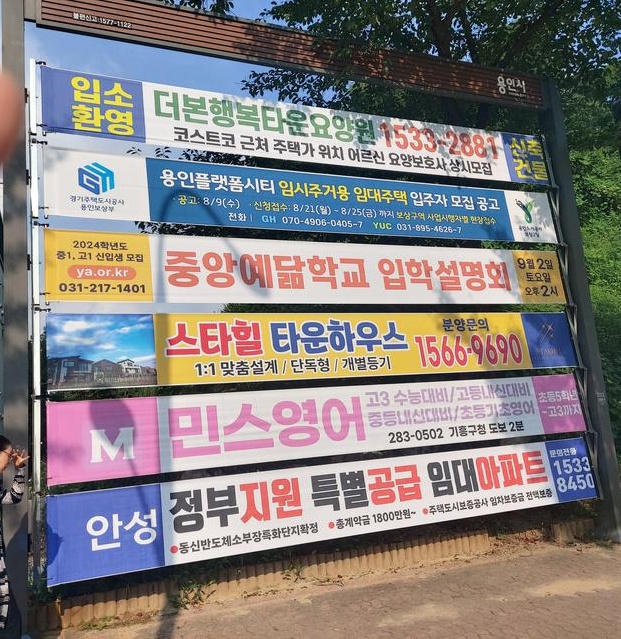 불편신고:1577-1122
용인시
입소
환영
더본행복타운요양원 1533-2881
코스트코 근처 주택가 위치 어르신 요양보호사 상시모집
신축
건물
GH
경기주택도시공사
용인보상부
용인플랫폼시티 임시주거용 임대주택 입주자 모집 공고
· 공고: 8/9(수) · 신청접수: 8/21(월) ~ 8/25(금) 까지 보상구역 사업시행자별 현장접수
전화 | GH 070-4906-0405~7 YUC 031-895-4626~7
용인도시공사
2024학년도
중1, 고1 신입생 모집
ya.or.kr
031-217-1401
중앙예닮학교 입학설명회
9월 2일
토요일
오후 2시
스타힐 타운하우스
1:1 맞춤설계 / 단독형 / 개별등기
분양문의
1566-9690
M
민스영어
고3 수능대비/고등내신대비
중등내신대비/초등기초영어
283-0502 기흥구청 도보 2분
초등5학년
~고3까지
안성
정부지원 특별공급 임대아파트
•동신반도체소부장특화단지확정 •총계약금 1800만원~ •주택도시보증공사 임차보증금 전액보증
문의전화
1533
8450